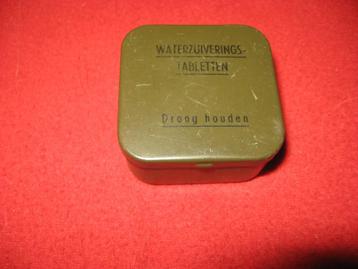 WATERZUIVERINGS-
TABLETTEN
Droog houden